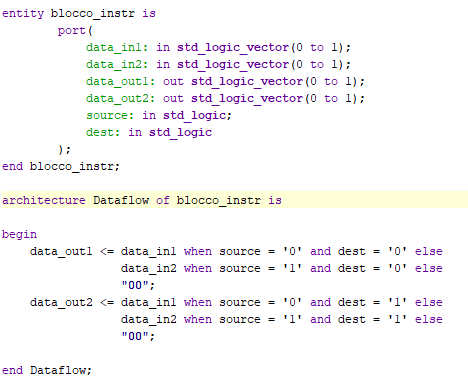 entity blocco_instr is
port(
data_in1: in std_logic_vector(0 to 1);
data_in2: in std_logic_vector(0 to 1);
data_out1: out std_logic_vector(0 to 1);
data_out2: out std_logic_vector(0 to 1);
source: in std_logic;
dest: in std_logic
);
end blocco_instr;
architecture Dataflow of blocco_instr is
begin
data_out1 <= data_in1 when source = '0' and dest = '0' else
data_in2 when source = '1' and dest = '0' else
"00";
data_out2 <= data_in1 when source = '0' and dest = '1' else
data_in2 when source = '1' and dest = '1' else
"00";
end Dataflow;